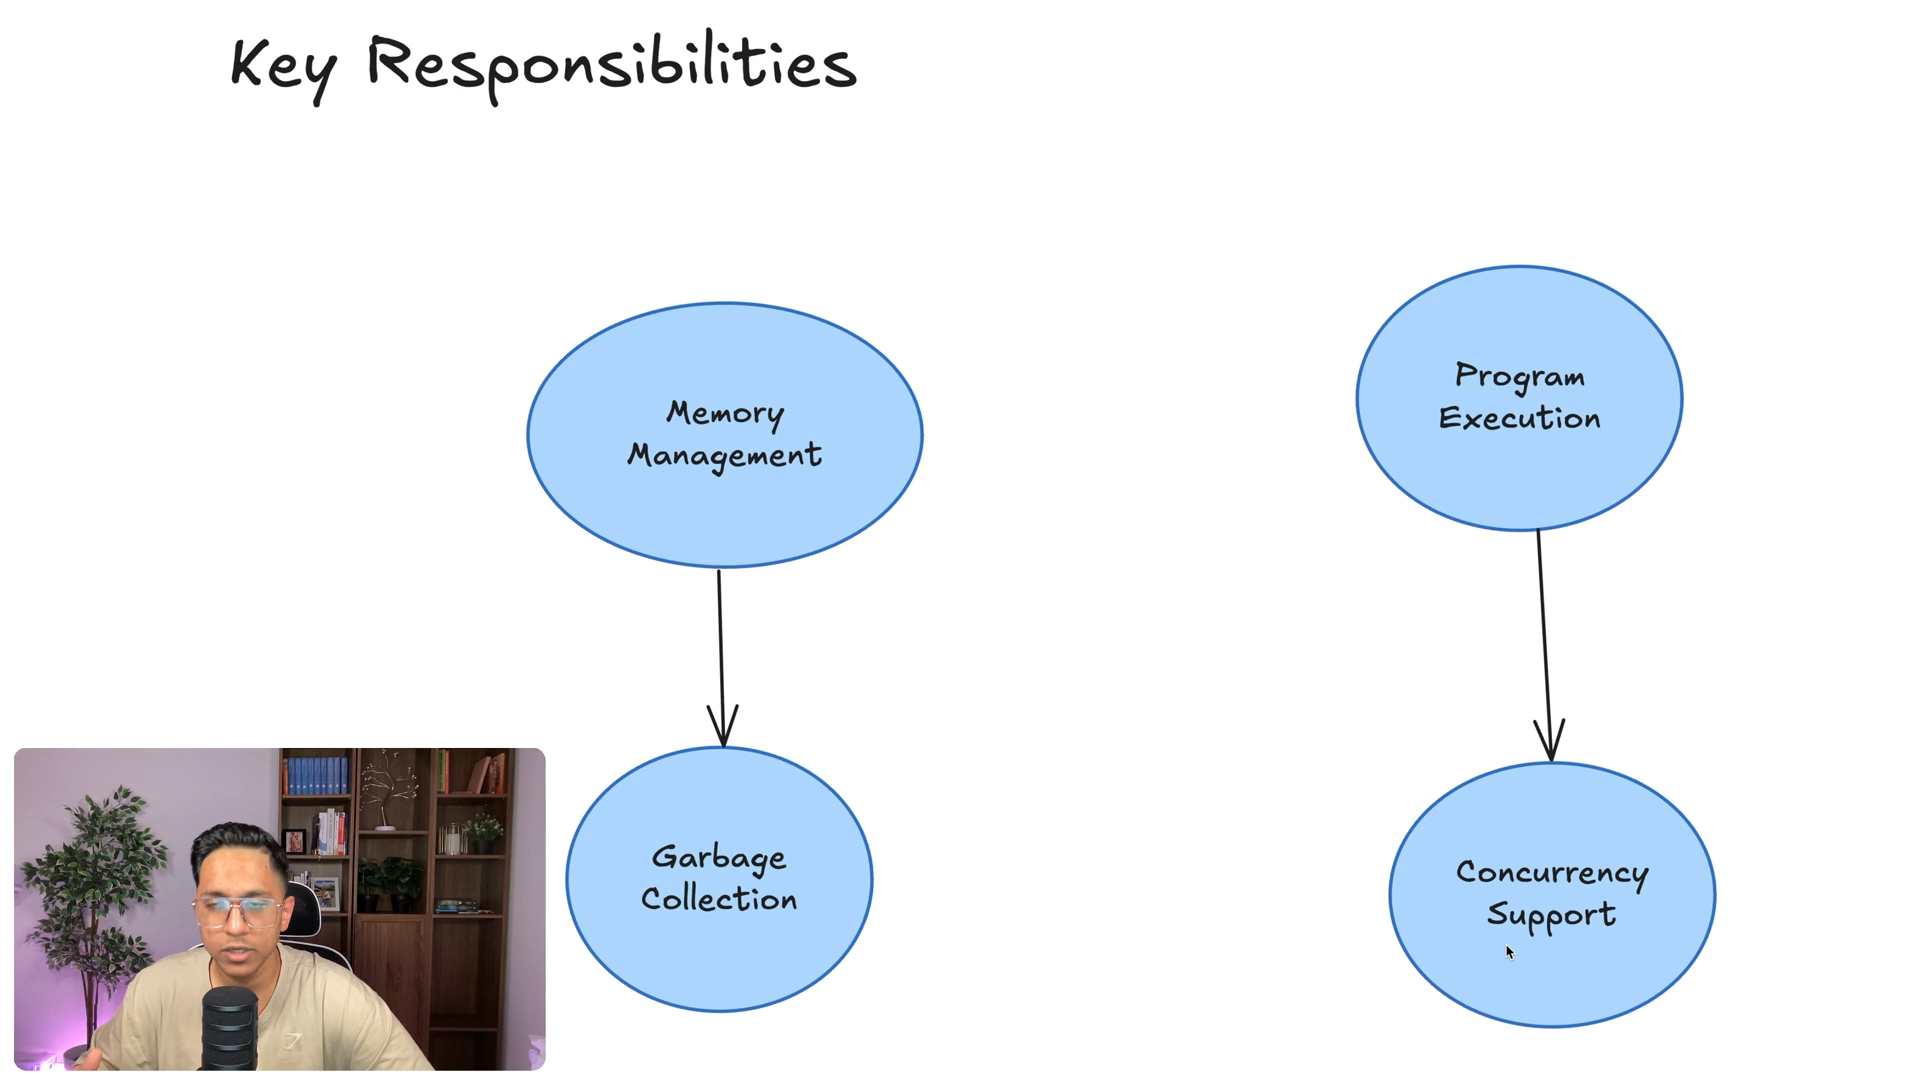 Key Responsibilities
Memory
Management
Program
Execution
Garbage
Collection
Concurrency
Support